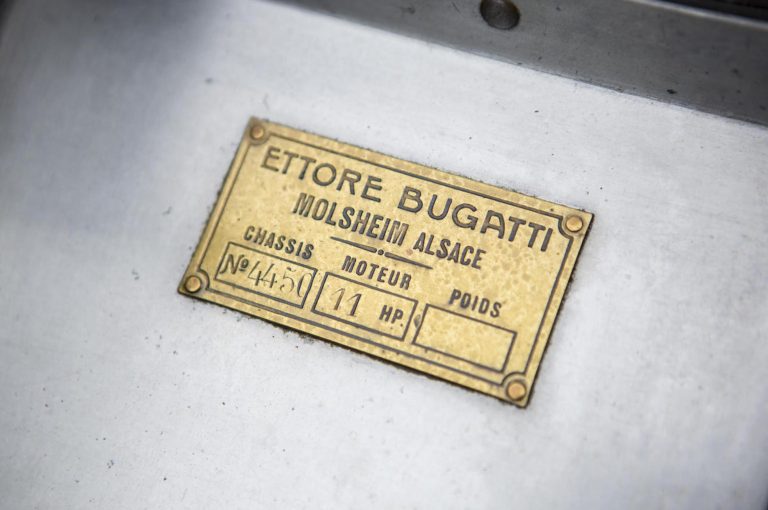 ETTORE BUGATTI
MOLSHEIM ALSACE
CHASSIS MOTEUR POIDS
Nº 4450 11 HP.